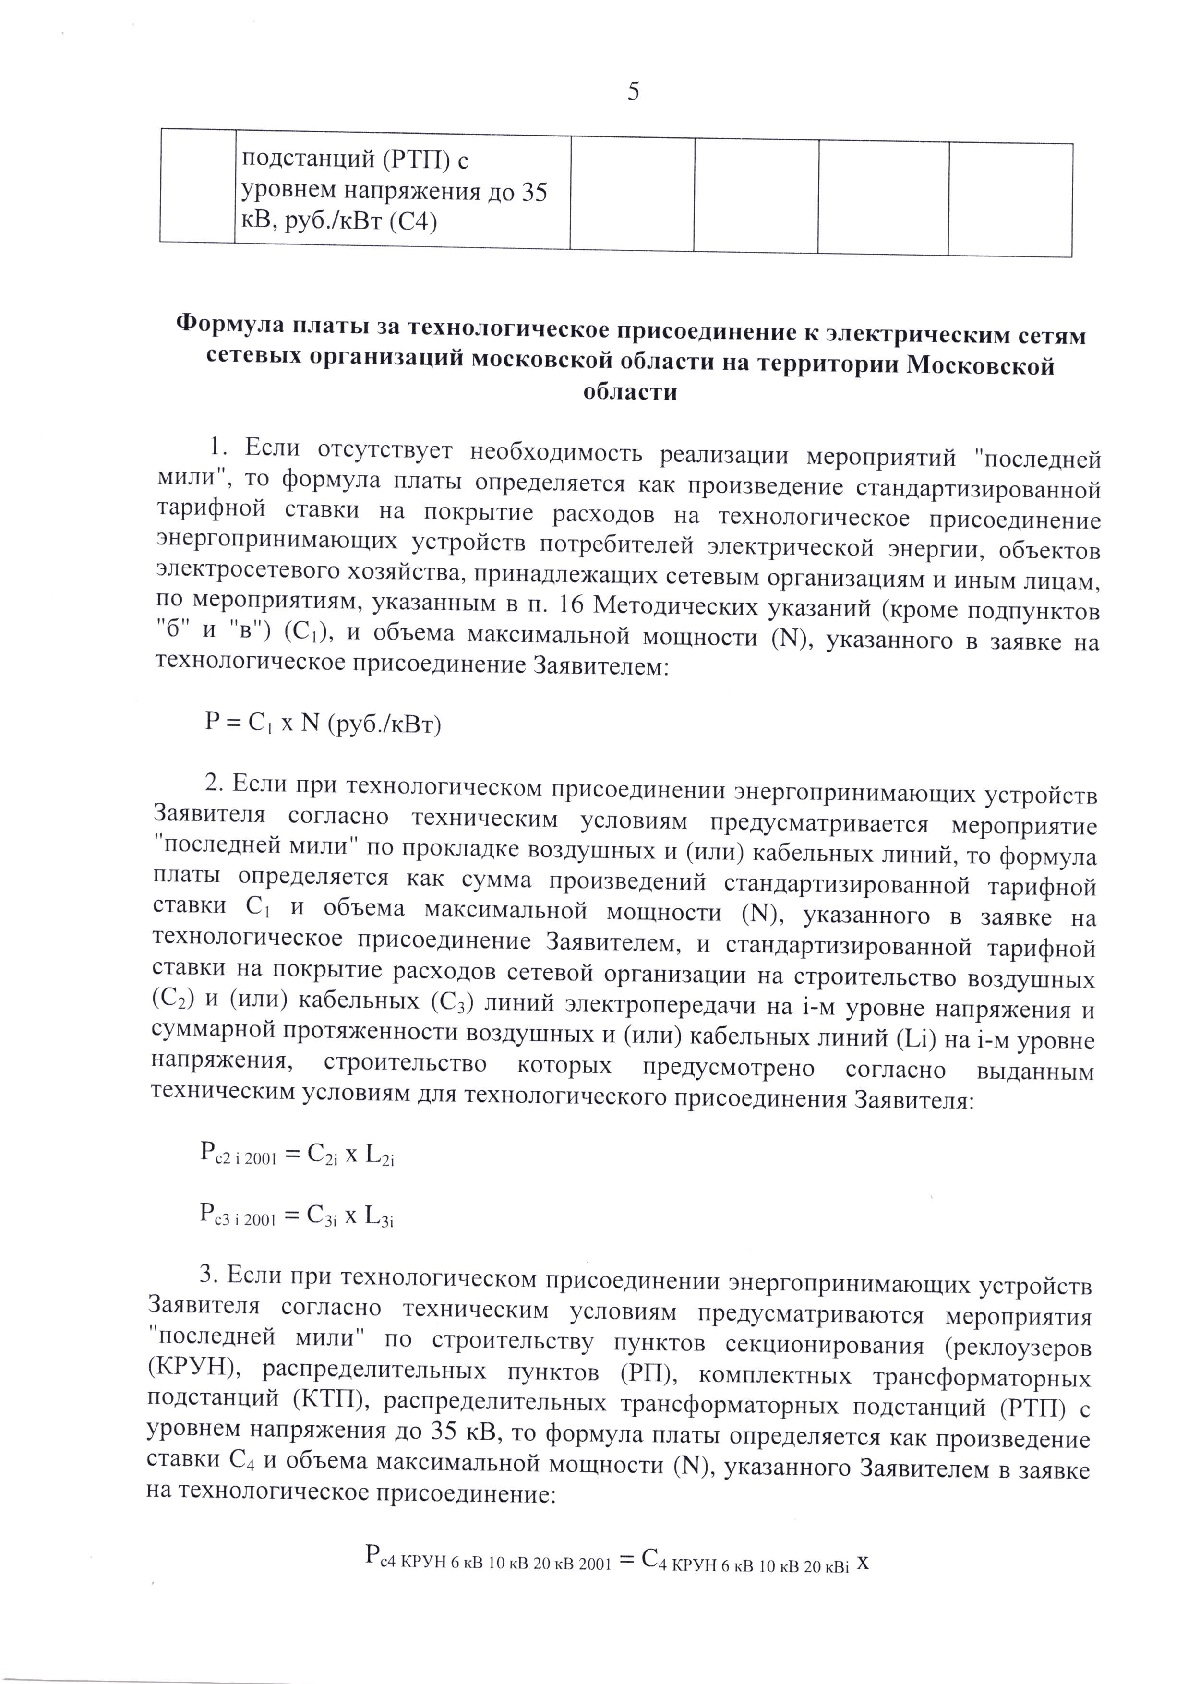 5
подстанций (РТП) с
уровнем напряжения до 35
кВ, руб./кВт (С4)
Формула платы за технологическое присоединение к электрическим сетям
сетевых организаций московской области на территории Московской
области
1. Если отсутствует необходимость реализации мероприятий "последней
мили", то формула платы определяется как произведение стандартизированной
тарифной ставки на покрытие расходов на технологическое присоединение
энергопринимающих устройств потребителей электрической энергии, объектов
электросетевого хозяйства, принадлежащих сетевым организациям и иным лицам,
по мероприятиям, указанным в п. 16 Методических указаний (кроме подпунктов
"б" и "в") (С₁), и объема максимальной мощности (N), указанного в заявке на
технологическое присоединение Заявителем:
Р = С₁ х N (руб./кВт)
2. Если при технологическом присоединении энергопринимающих устройств
Заявителя согласно техническим условиям предусматривается мероприятие
"последней мили" по прокладке воздушных и (или) кабельных линий, то формула
платы определяется как сумма произведений стандартизированной тарифной
ставки С₁ и объема максимальной мощности (N), указанного в заявке на
технологическое присоединение Заявителем, и стандартизированной тарифной
ставки на покрытие расходов сетевой организации на строительство воздушных
(С₂) и (или) кабельных (С₃) линий электропередачи на i-м уровне напряжения и
суммарной протяженности воздушных и (или) кабельных линий (Li) на i-м уровне
напряжения, строительство которых предусмотрено согласно выданным
техническим условиям для технологического присоединения Заявителя:
Рс2 i 2001 = С2i х L2i
Рс3 i 2001 = С3i х L3i
3. Если при технологическом присоединении энергопринимающих устройств
Заявителя согласно техническим условиям предусматриваются мероприятия
"последней мили" по строительству пунктов секционирования (реклоузеров
(КРУН), распределительных пунктов (РП), комплектных трансформаторных
подстанций (КТП), распределительных трансформаторных подстанций (РТП) с
уровнем напряжения до 35 кВ, то формула платы определяется как произведение
ставки С₄ и объема максимальной мощности (N), указанного Заявителем в заявке
на технологическое присоединение:
Рс4 КРУН 6 кВ 10 кВ 20 кВ 2001 = С4 КРУН 6 кВ 10 кВ 20 кВi х